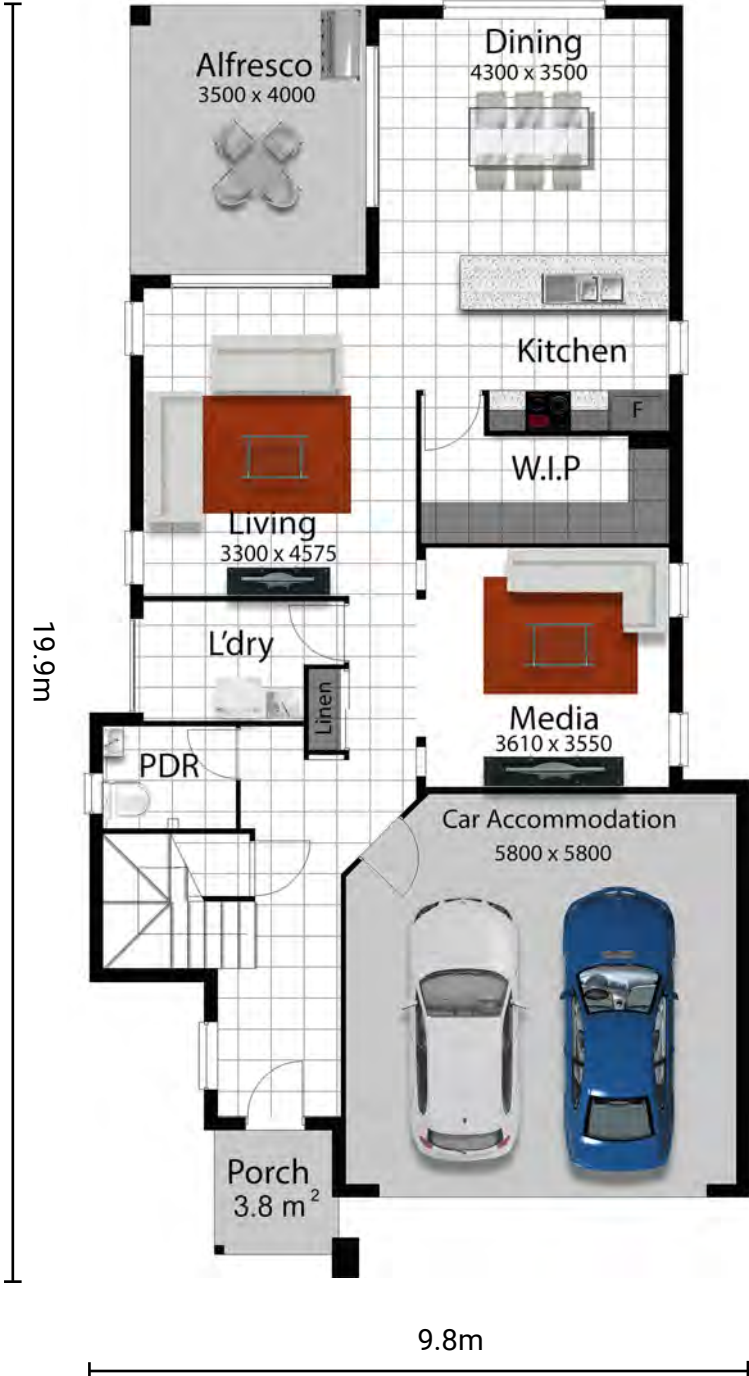 Alfresco
3500 x 4000
Dining
4300 x 3500
Kitchen
F
W.I.P
Living
3300 x 4575
L'dry
Linen
Media
3610 x 3550
PDR
Car Accommodation
5800 x 5800
Porch
3.8 m²
19.9m
9.8m